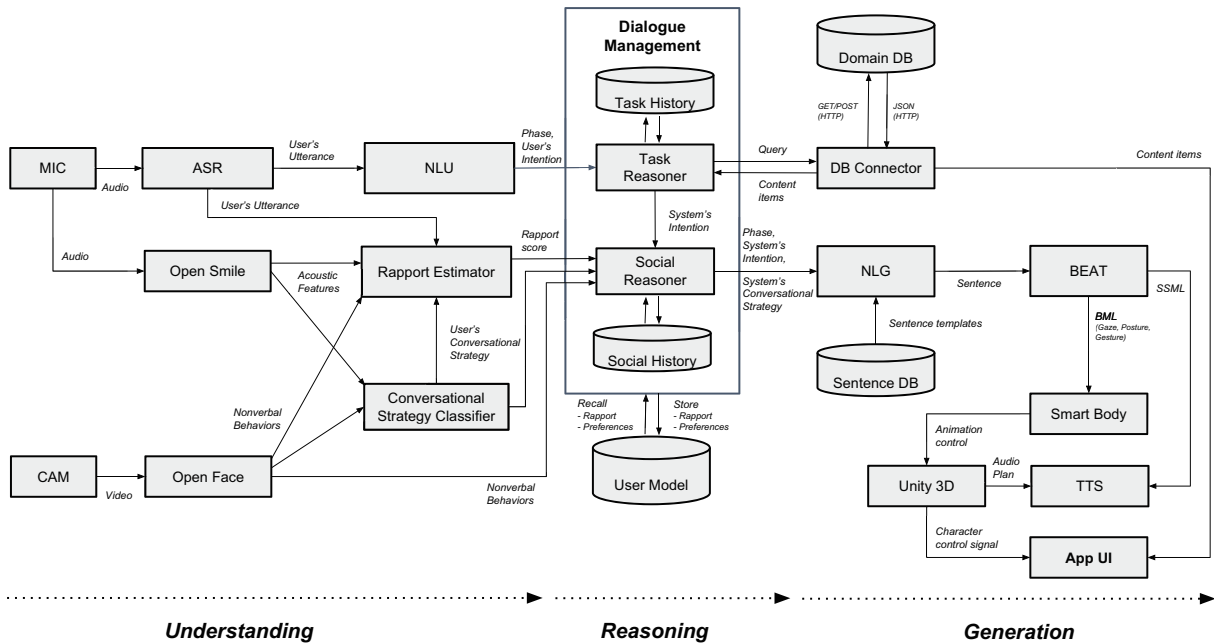 Dialogue
Management
Task History
Domain DB
GET/POST
(HTTP)
JSON
(HTTP)
MIC
Audio
ASR
User's
Utterance
NLU
Phase,
User's
Intention
Task
Reasoner
Query
Content
items
DB Connector
Content items
User's Utterance
System's
Intention
Audio
Open Smile
Acoustic
Features
Rapport Estimator
Rapport
score
Social
Reasoner
Phase,
System's
Intention,
System's
Conversational
Strategy
NLG
Sentence
BEAT
SSML
User's
Conversational
Strategy
Social History
Sentence templates
Sentence DB
BML
(Gaze, Posture,
Gesture)
Conversational
Strategy Classifier
Nonverbal
Behaviors
Recall
- Rapport
- Preferences
Store
- Rapport
- Preferences
Smart Body
Animation
control
CAM
Video
Open Face
Nonverbal
Behaviors
User Model
Unity 3D
Audio
Plan
TTS
Character
control signal
App UI
Understanding
Reasoning
Generation